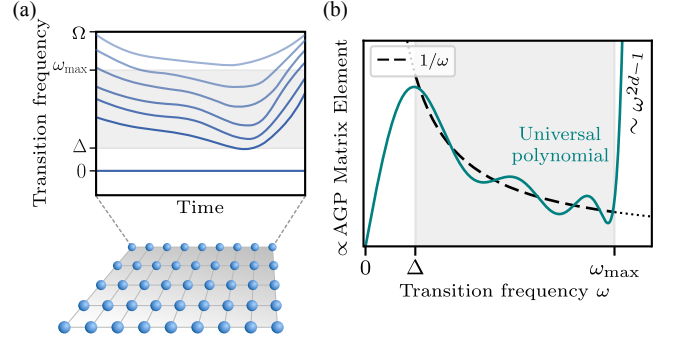 (a)
Ω
ω_max
Δ
0
Transition frequency
Time
(b)
1/ω
~ ω^{2d−1}
Universal
polynomial
∝ AGP Matrix Element
0
Δ
ω_max
Transition frequency ω